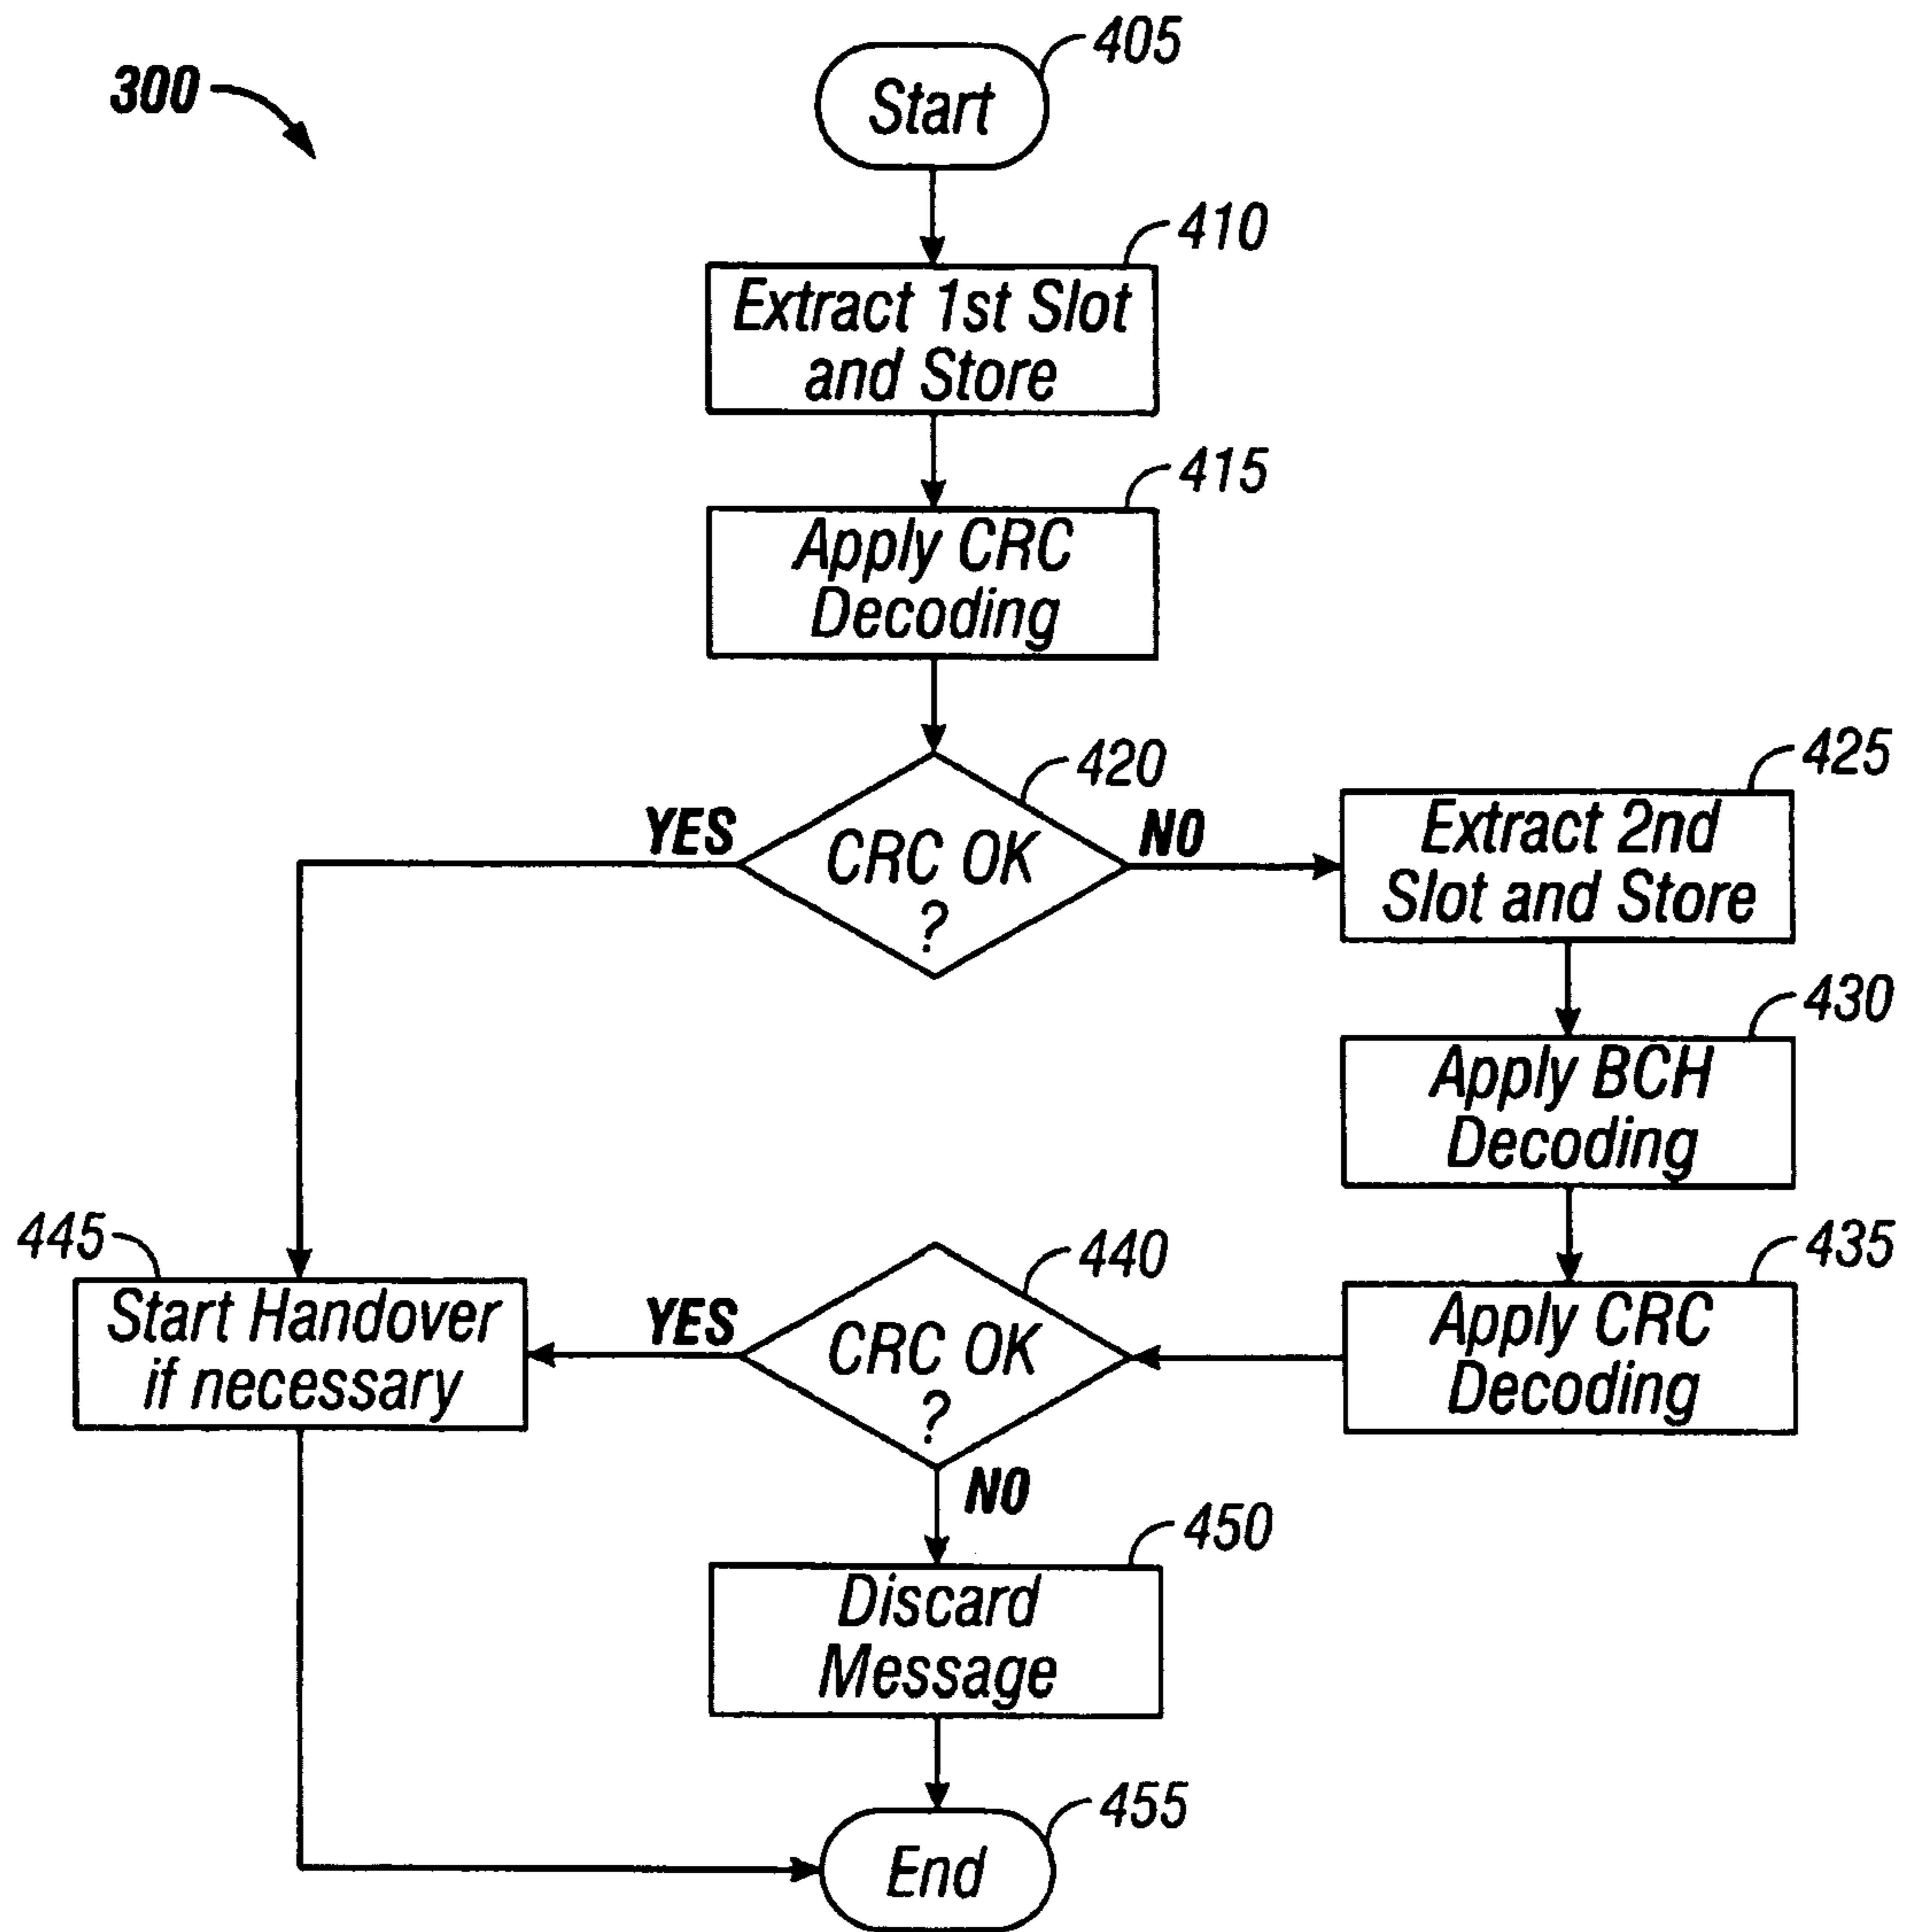 300
405
Start
410
Extract 1st Slot
and Store
415
Apply CRC
Decoding
420
CRC OK
?
YES
NO
425
Extract 2nd
Slot and Store
430
Apply BCH
Decoding
435
Apply CRC
Decoding
440
CRC OK
?
YES
NO
445
Start Handover
if necessary
450
Discard
Message
455
End